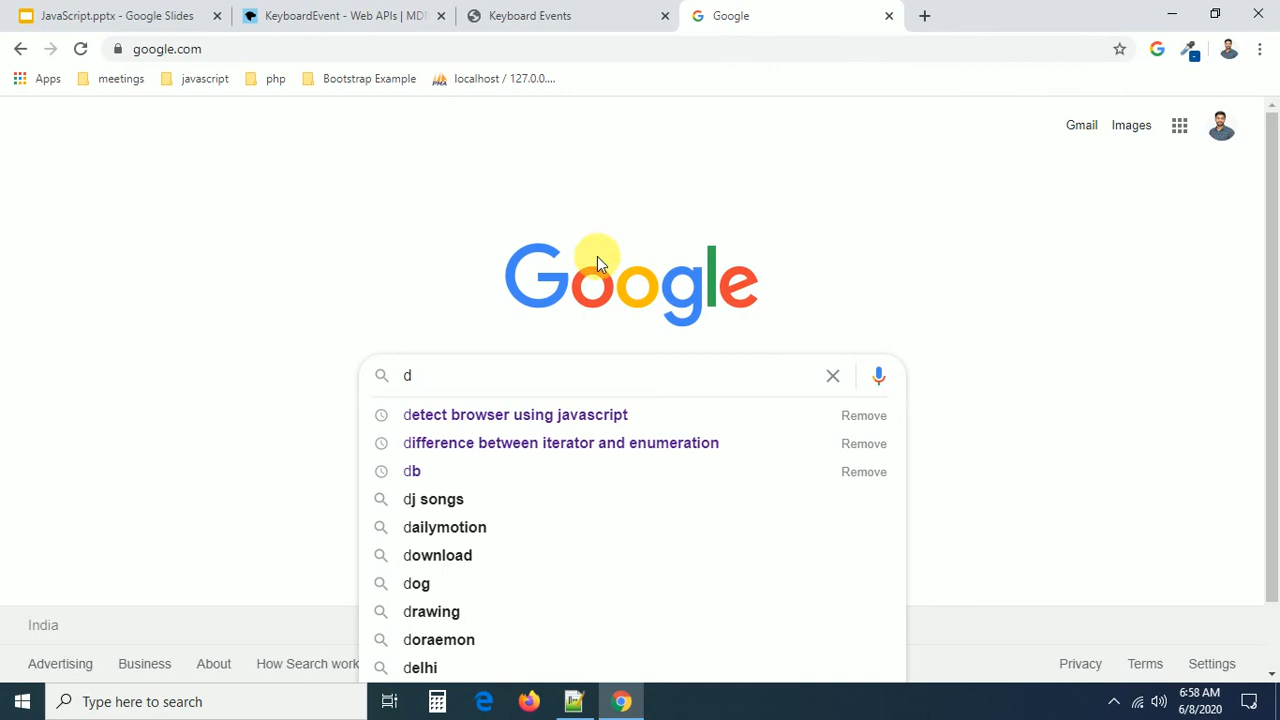 JavaScript.pptx - Google Slides
KeyboardEvent - Web APIs | MDN
Keyboard Events
Google
google.com
Apps
meetings
javascript
php
Bootstrap Example
localhost / 127.0.0....
Gmail
Images
Google
d
detect browser using javascript
Remove
difference between iterator and enumeration
Remove
db
Remove
dj songs
dailymotion
download
dog
drawing
doraemon
delhi
India
Advertising
Business
About
How Search work
Privacy
Terms
Settings
Type here to search
6:58 AM
6/8/2020